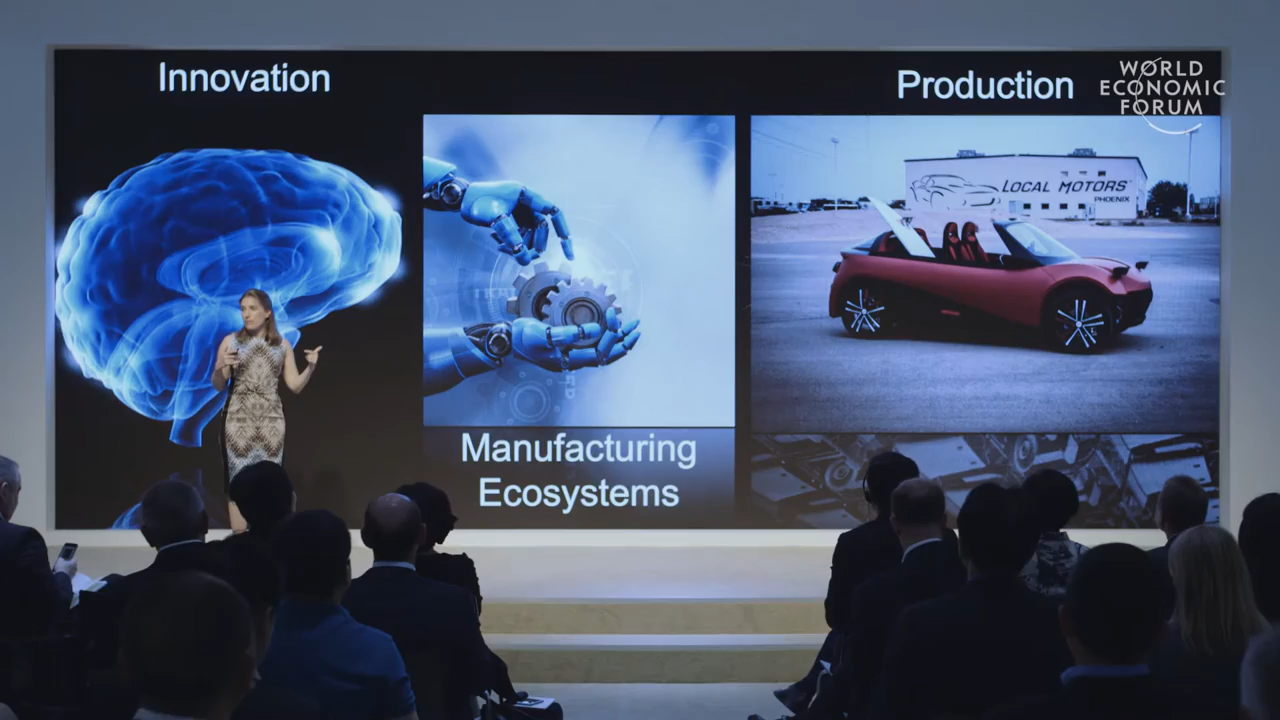 Innovation
Production
WORLD
ECONOMIC
FORUM
LOCAL MOTORS
PHOENIX
Manufacturing
Ecosystems